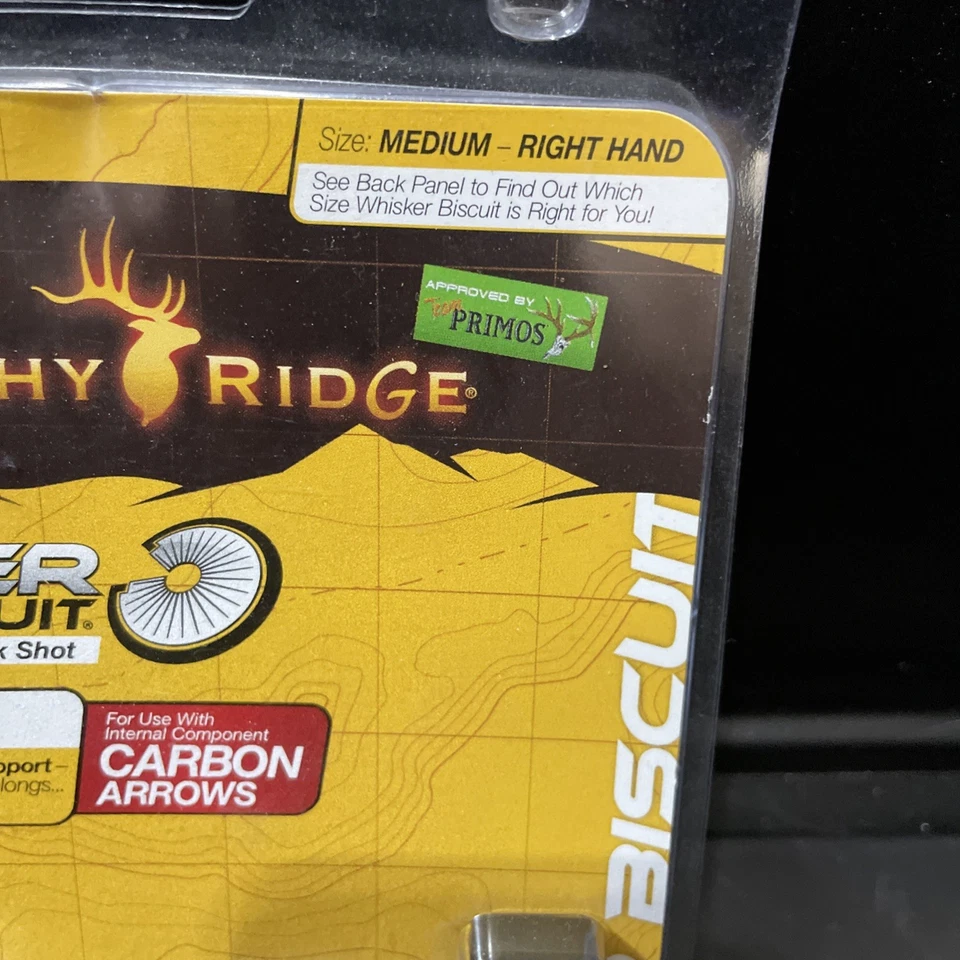 Size: MEDIUM – RIGHT HAND
See Back Panel to Find Out Which
Size Whisker Biscuit is Right for You!
APPROVED BY
Team
PRIMOS
HY RIDGE®
ER
UIT®
k Shot
For Use With
Internal Component
CARBON
ARROWS
pport–
longs...
BISCUIT